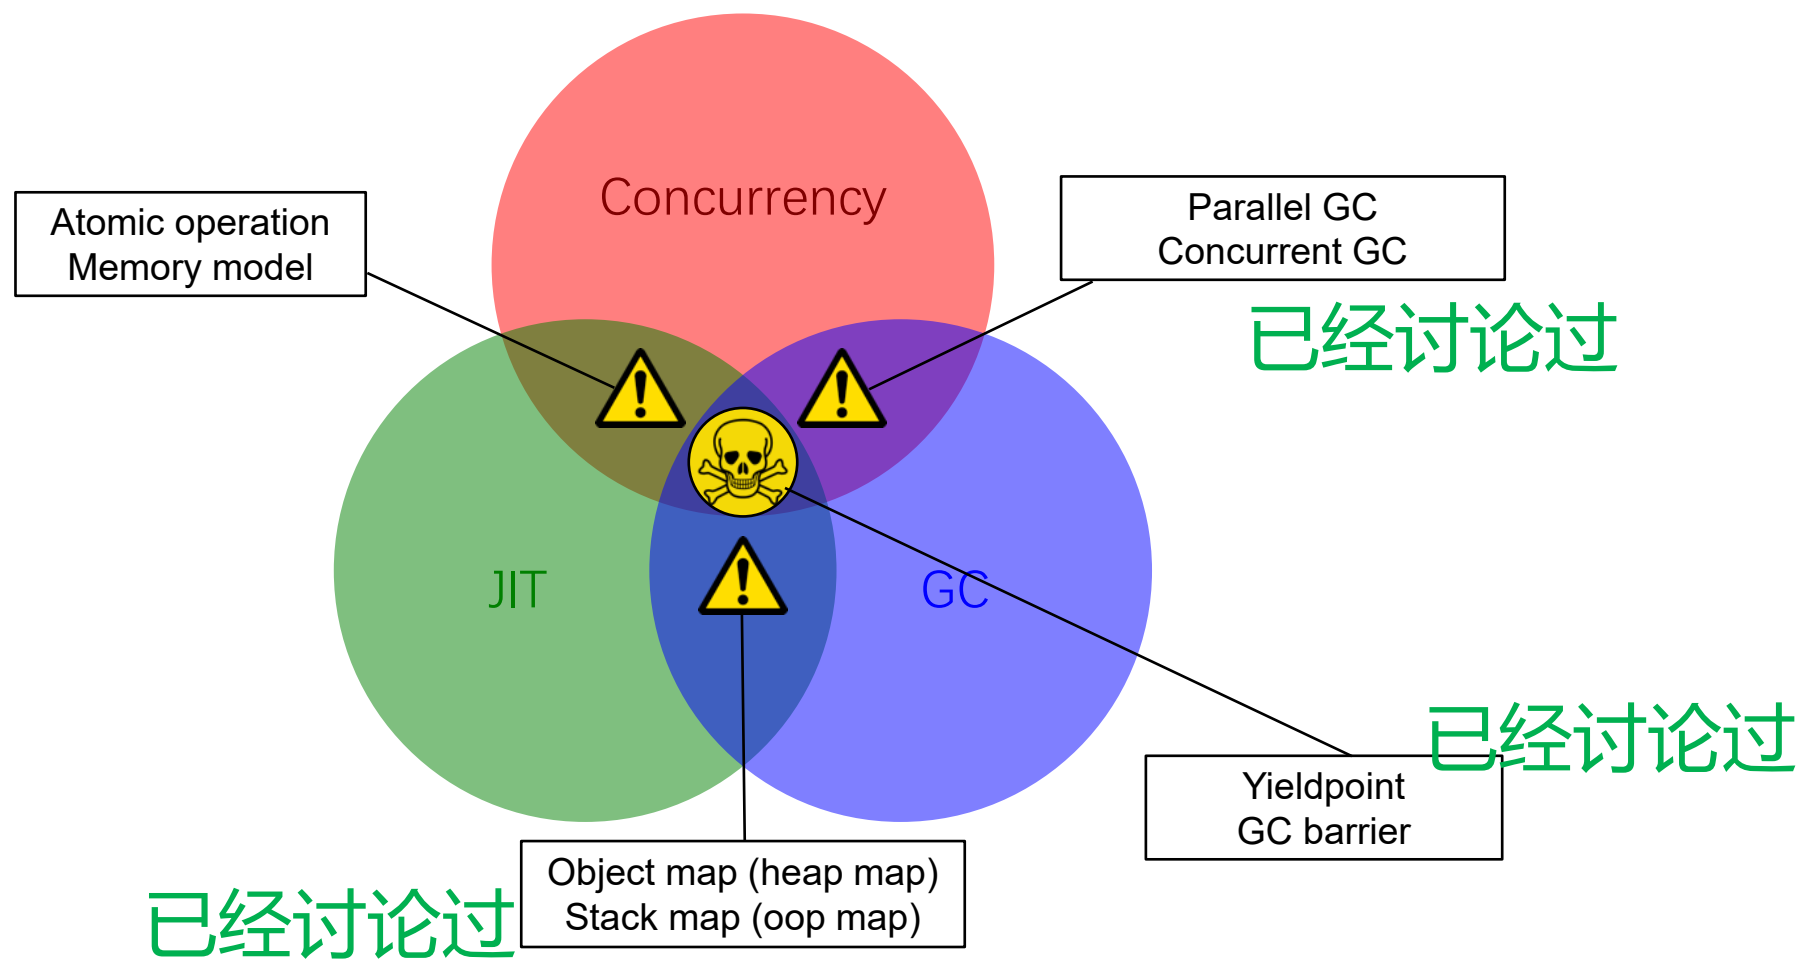 Concurrency
Atomic operation
Memory model
Parallel GC
Concurrent GC
已经讨论过
JIT
GC
已经讨论过
Yieldpoint
GC barrier
Object map (heap map)
Stack map (oop map)
已经讨论过